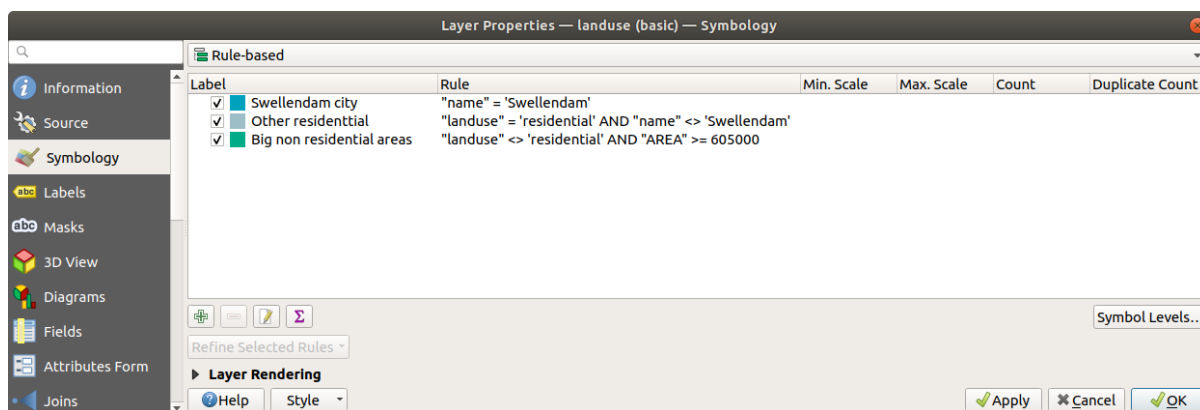 Layer Properties — landuse (basic) — Symbology
Rule-based
Information
Source
Symbology
abc Labels
abc Masks
3D View
Diagrams
Fields
Attributes Form
Joins
Label Rule Min. Scale Max. Scale Count Duplicate Count
Swellendam city "name" = 'Swellendam'
Other residenttial "landuse" = 'residential' AND "name" <> 'Swellendam'
Big non residential areas "landuse" <> 'residential' AND "AREA" >= 605000
Σ
Symbol Levels…
Refine Selected Rules
Layer Rendering
Help Style Apply Cancel OK